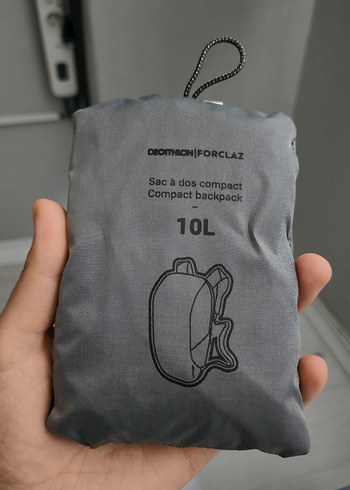 DECATHLON | FORCLAZ
Sac à dos compact
Compact backpack
-
10L